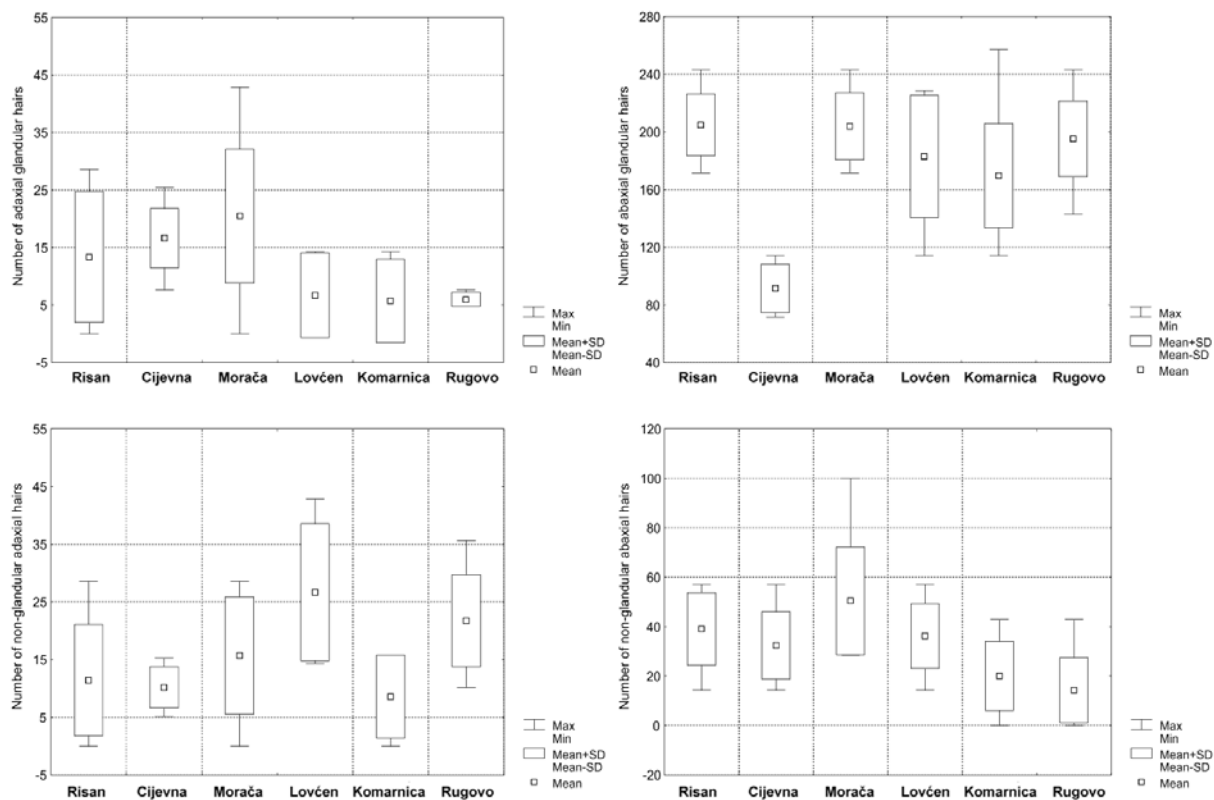 Number of adaxial glandular hairs
55
45
35
25
15
5
-5
Risan Cijevna Morača Lovćen Komarnica Rugovo
Max
Min
Mean+SD
Mean-SD
Mean
Number of abaxial glandular hairs
280
240
200
160
120
80
40
Risan Cijevna Morača Lovćen Komarnica Rugovo
Max
Min
Mean+SD
Mean-SD
Mean
Number of non-glandular adaxial hairs
55
45
35
25
15
5
-5
Risan Cijevna Morača Lovćen Komarnica Rugovo
Max
Min
Mean+SD
Mean-SD
Mean
Number of non-glandular abaxial hairs
120
100
80
60
40
20
0
-20
Risan Cijevna Morača Lovćen Komarnica Rugovo
Max
Min
Mean+SD
Mean-SD
Mean